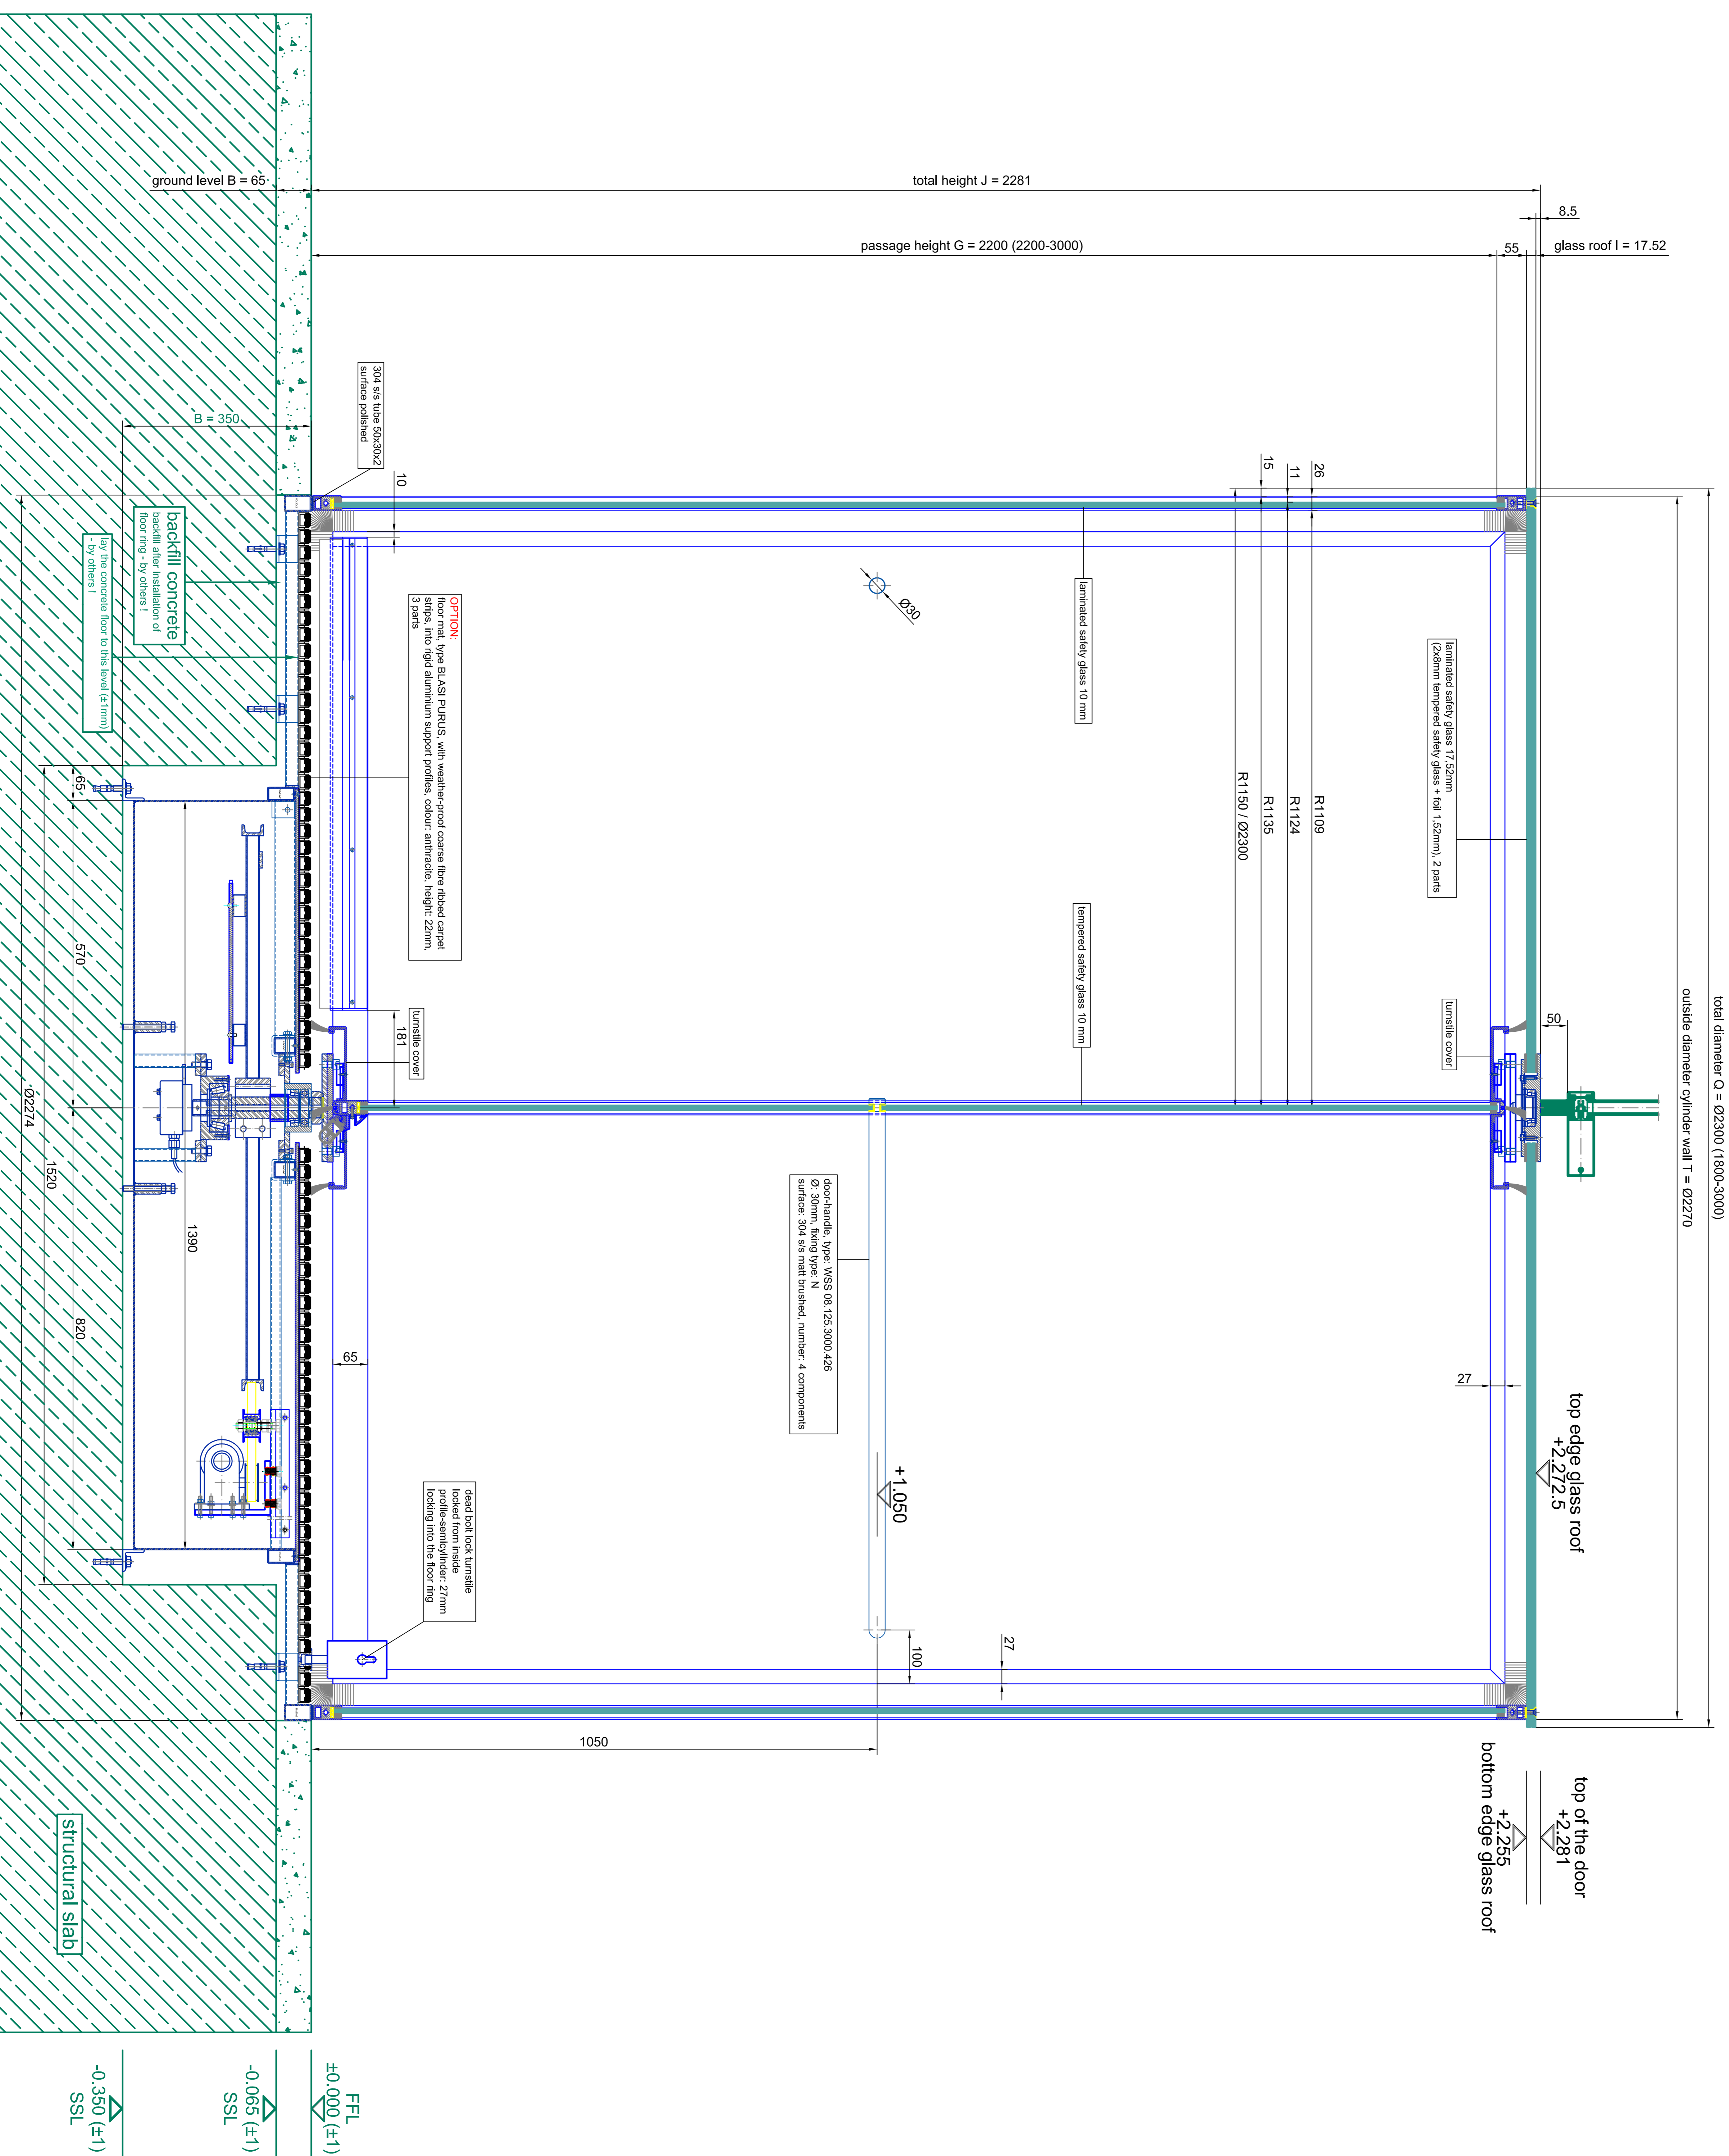 total diameter Q = Ø2300 (1800-3000)
outside diameter cylinder wall T = Ø2270
ground level B = 65
total height J = 2281
8.5
passage height G = 2200 (2200-3000)
55
glass roof I = 17.52
50
top edge glass roof
+2.272.5
top of the door
+2.281
+2.255
bottom edge glass roof
turnstile cover
laminated safety glass 17,52mm
(2x8mm tempered safety glass + foil 1,52mm), 2 parts
27
26
11
15
R1109
R1124
R1135
R1150 / Ø2300
laminated safety glass 10 mm
tempered safety glass 10 mm
27
Ø30
+1.050
100
1050
door-handle, type: WSS 08.125.3000.426
Ø: 30mm, fixing type: N
surface: 304 s/s matt brushed, number: 4 components
304 s/s tube 50x30x2
surface polished
10
OPTION:
floor mat, type BLASI PURUS, with weather-proof coarse fibre ribbed carpet
strips, into rigid aluminium support profiles, colour: anthracite, height: 22mm,
3 parts
turnstile cover
181
65
dead bolt lock turnstile
locked from inside
profile-semicylinder: 27mm
locking into the floor ring
B = 350
backfill concrete
backfill after installation of
floor ring - by others !
lay the concrete floor to this level (±1mm)
- by others !
65
570
1390
820
1520
Ø2274
structural slab
FFL
±0.000 (±1)
-0.065 (±1)
SSL
-0.350 (±1)
SSL